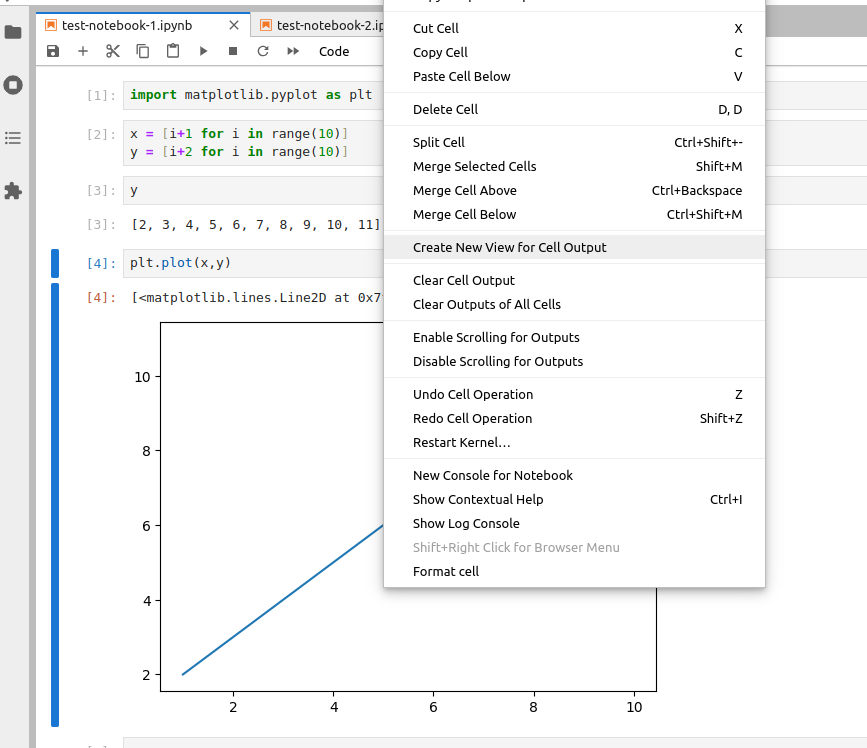 test-notebook-1.ipynb
test-notebook-2.ip
Code
[1]: import matplotlib.pyplot as plt
[2]: x = [i+1 for i in range(10)]
y = [i+2 for i in range(10)]
[3]: y
[3]: [2, 3, 4, 5, 6, 7, 8, 9, 10, 11]
[4]: plt.plot(x,y)
[4]: [<matplotlib.lines.Line2D at 0x7
10
8
6
4
2
2 4 6 8 10
Cut Cell X
Copy Cell C
Paste Cell Below V
Delete Cell D, D
Split Cell Ctrl+Shift+-
Merge Selected Cells Shift+M
Merge Cell Above Ctrl+Backspace
Merge Cell Below Ctrl+Shift+M
Create New View for Cell Output
Clear Cell Output
Clear Outputs of All Cells
Enable Scrolling for Outputs
Disable Scrolling for Outputs
Undo Cell Operation Z
Redo Cell Operation Shift+Z
Restart Kernel…
New Console for Notebook
Show Contextual Help Ctrl+I
Show Log Console
Shift+Right Click for Browser Menu
Format cell